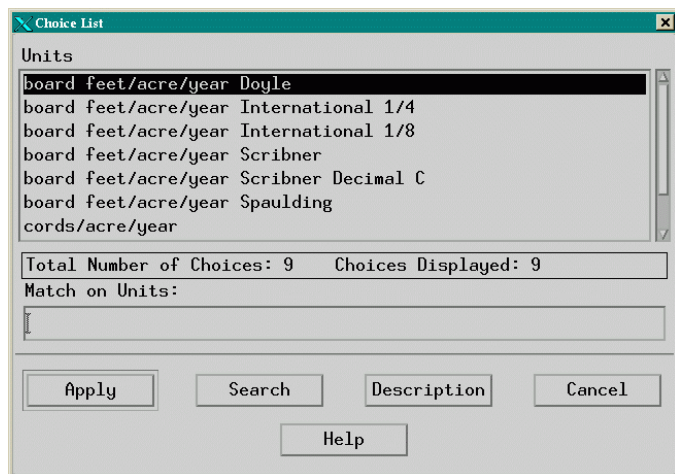 Choice List
Units
board feet/acre/year Doyle
board feet/acre/year International 1/4
board feet/acre/year International 1/8
board feet/acre/year Scribner
board feet/acre/year Scribner Decimal C
board feet/acre/year Spaulding
cords/acre/year
Total Number of Choices: 9 Choices Displayed: 9
Match on Units:
Apply Search Description Cancel
Help